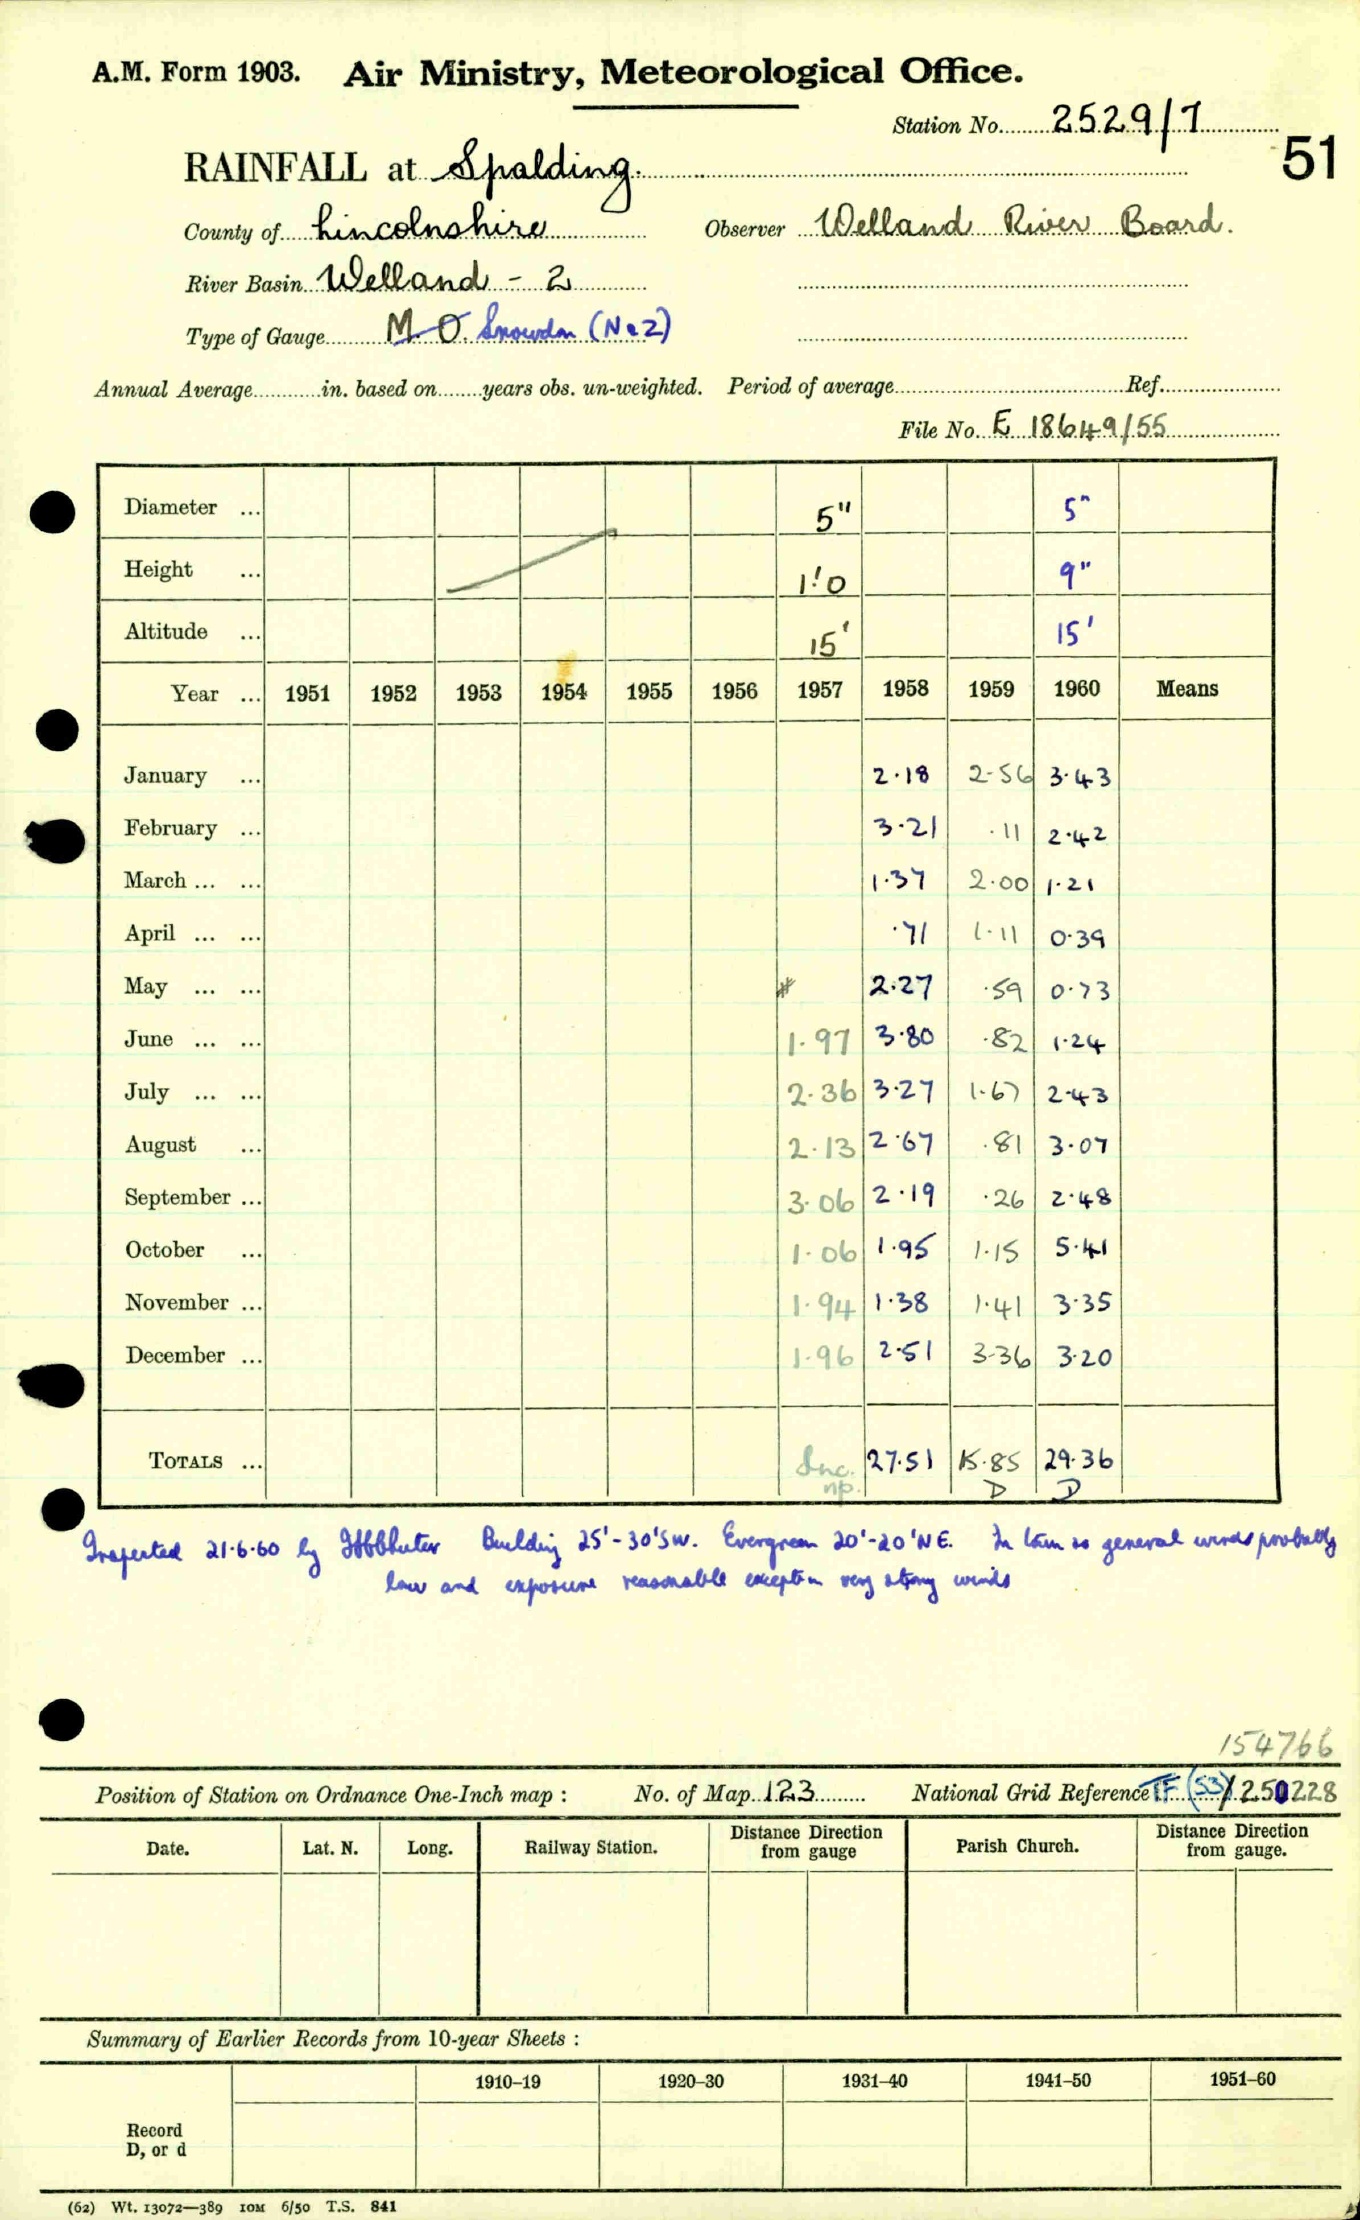 A.M. Form 1903. Air Ministry, Meteorological Office.
Station No. 2529/7
51
RAINFALL at Spalding.
County of Lincolnshire Observer Welland River Board.
River Basin Welland - 2
Type of Gauge M.O. Snowdon (No2)
Annual Average in. based on years obs. un-weighted. Period of average Ref.
File No. E 18649/55
Diameter ... 5" 5"
Height ... 1'.0 9"
Altitude ... 15' 15'
Year ... 1951 1952 1953 1954 1955 1956 1957 1958 1959 1960 Means
January ... 2.18 2.56 3.43
February ... 3.21 .11 2.42
March ... ... 1.37 2.00 1.21
April ... ... .71 1.11 0.39
May ... ... 2.27 .59 0.73
June ... ... 1.97 3.80 .82 1.24
July ... ... 2.36 3.27 1.67 2.43
August ... 2.13 2.67 .81 3.07
September ... 3.06 2.19 .26 2.48
October ... 1.06 1.95 1.15 5.41
November ... 1.94 1.38 1.41 3.35
December ... 1.96 2.51 3.36 3.20
TOTALS ... Inc. 27.51 15.85 29.36
np. D D
Inspected 21.6.60 by Building 25'-30'SW. Evergreen 20'-20'NE. In town so general winds probably
low and exposure reasonable except in very strong winds
154766
Position of Station on Ordnance One-Inch map : No. of Map 123 National Grid Reference TF (53)/250228
Date. Lat. N. Long. Railway Station. Distance from gauge Direction Parish Church. Distance from gauge. Direction
Summary of Earlier Records from 10-year Sheets :
1910–19 1920–30 1931–40 1941–50 1951–60
Record
D, or d
(62) Wt. 13072—389 10M 6/50 T.S. 841